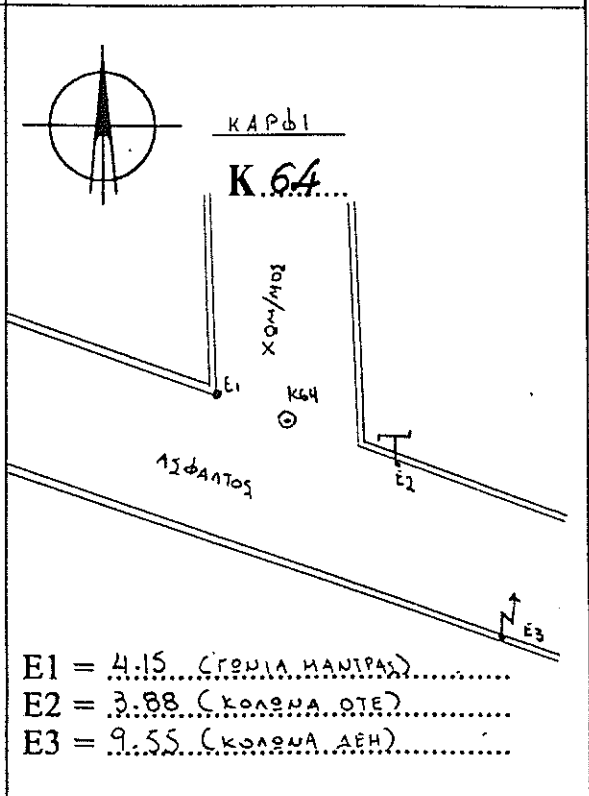 ΚΑΡΦΙ
Κ 64
ΧΩΜ/ΜΟΣ
Ε1
Κ64
ΑΣΦΑΛΤΟΣ
Ε2
Ε3
Ε1 = 4.15 (ΓΩΝΙΑ ΜΑΝΤΡΑΣ)
Ε2 = 3.88 (ΚΟΛΩΝΑ ΟΤΕ)
Ε3 = 9.55 (ΚΟΛΩΝΑ ΔΕΗ)